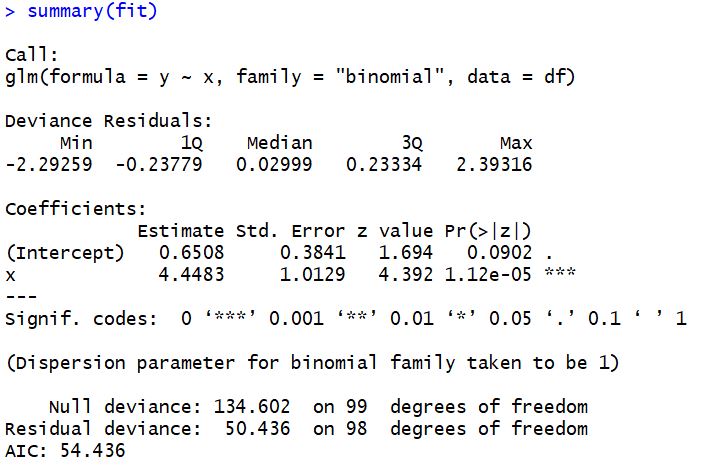 > summary(fit)

Call:
glm(formula = y ~ x, family = "binomial", data = df)

Deviance Residuals:
     Min        1Q    Median        3Q       Max
-2.29259  -0.23779   0.02999   0.23334   2.39316

Coefficients:
            Estimate Std. Error z value Pr(>|z|)
(Intercept)   0.6508     0.3841   1.694   0.0902 .
x             4.4483     1.0129   4.392 1.12e-05 ***
---
Signif. codes:  0 ‘***’ 0.001 ‘**’ 0.01 ‘*’ 0.05 ‘.’ 0.1 ‘ ’ 1

(Dispersion parameter for binomial family taken to be 1)

    Null deviance: 134.602  on 99  degrees of freedom
Residual deviance:  50.436  on 98  degrees of freedom
AIC: 54.436